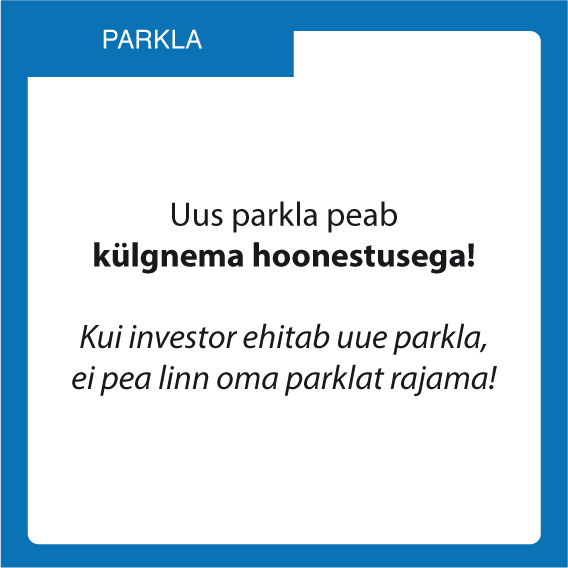 PARKLA
Uus parkla peab
külgnema hoonestusega!
Kui investor ehitab uue parkla,
ei pea linn oma parklat rajama!